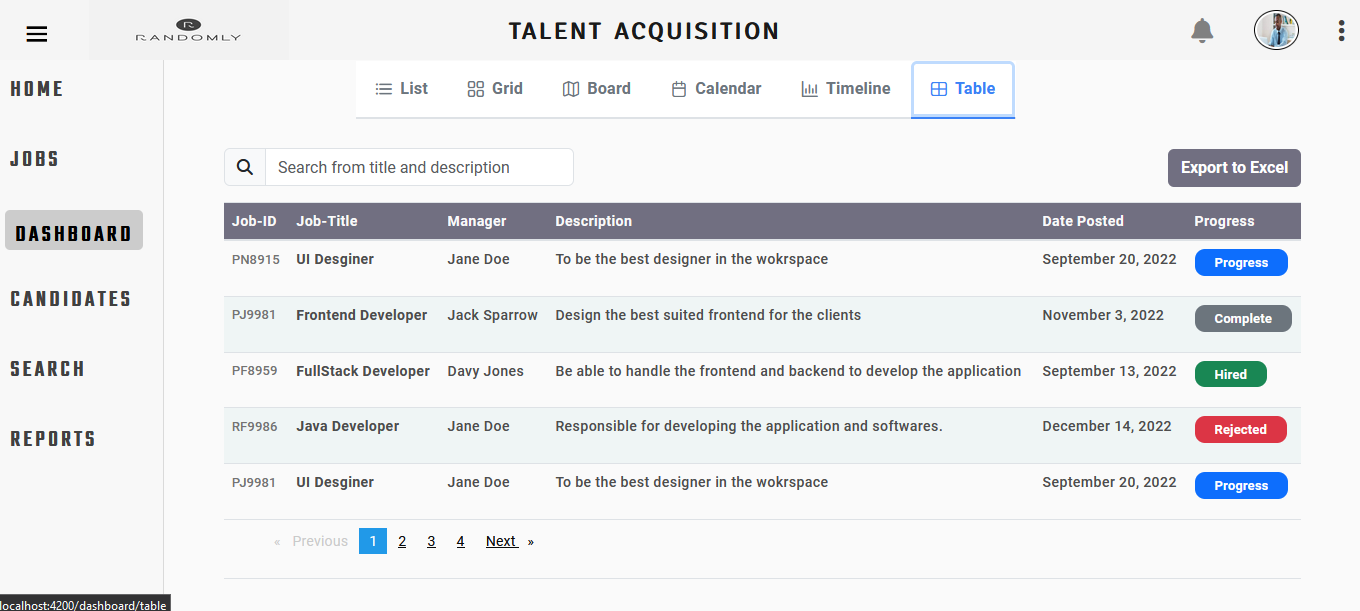 RANDOMLY
TALENT ACQUISITION
HOME
JOBS
DASHBOARD
CANDIDATES
SEARCH
REPORTS
List Grid Board Calendar Timeline Table
Search from title and description Export to Excel
Job-ID Job-Title Manager Description Date Posted Progress
PN8915 UI Desginer Jane Doe To be the best designer in the wokrspace September 20, 2022 Progress
PJ9981 Frontend Developer Jack Sparrow Design the best suited frontend for the clients November 3, 2022 Complete
PF8959 FullStack Developer Davy Jones Be able to handle the frontend and backend to develop the application September 13, 2022 Hired
RF9986 Java Developer Jane Doe Responsible for developing the application and softwares. December 14, 2022 Rejected
PJ9981 UI Desginer Jane Doe To be the best designer in the wokrspace September 20, 2022 Progress
« Previous 1 2 3 4 Next »
localhost:4200/dashboard/table